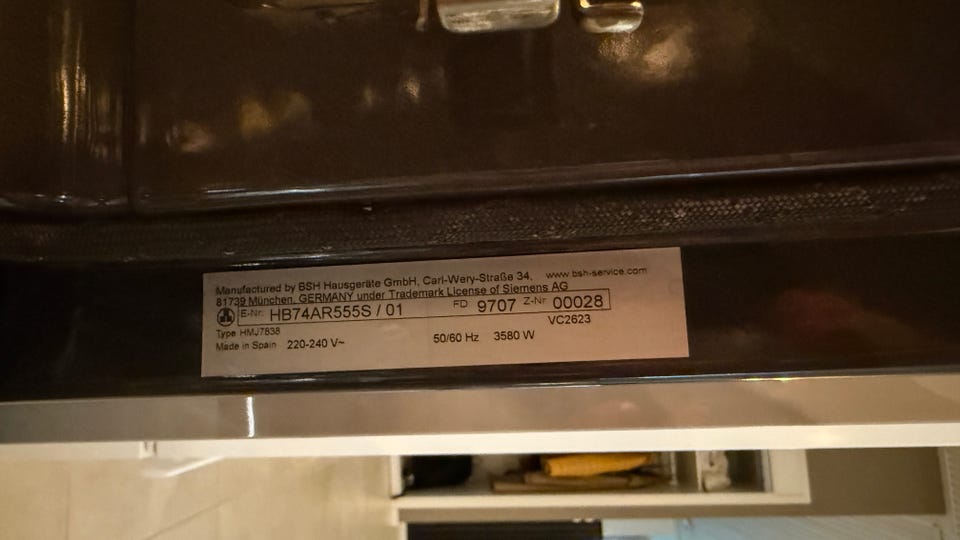 Manufactured by BSH Hausgeräte GmbH, Carl-Wery-Straße 34, www.bsh-service.com
81739 München, GERMANY under Trademark License of Siemens AG
E-Nr: HB74AR555S / 01 FD 9707 Z-Nr 00028
Type HMJ7838 VC2623
Made in Spain 220-240 V~ 50/60 Hz 3580 W